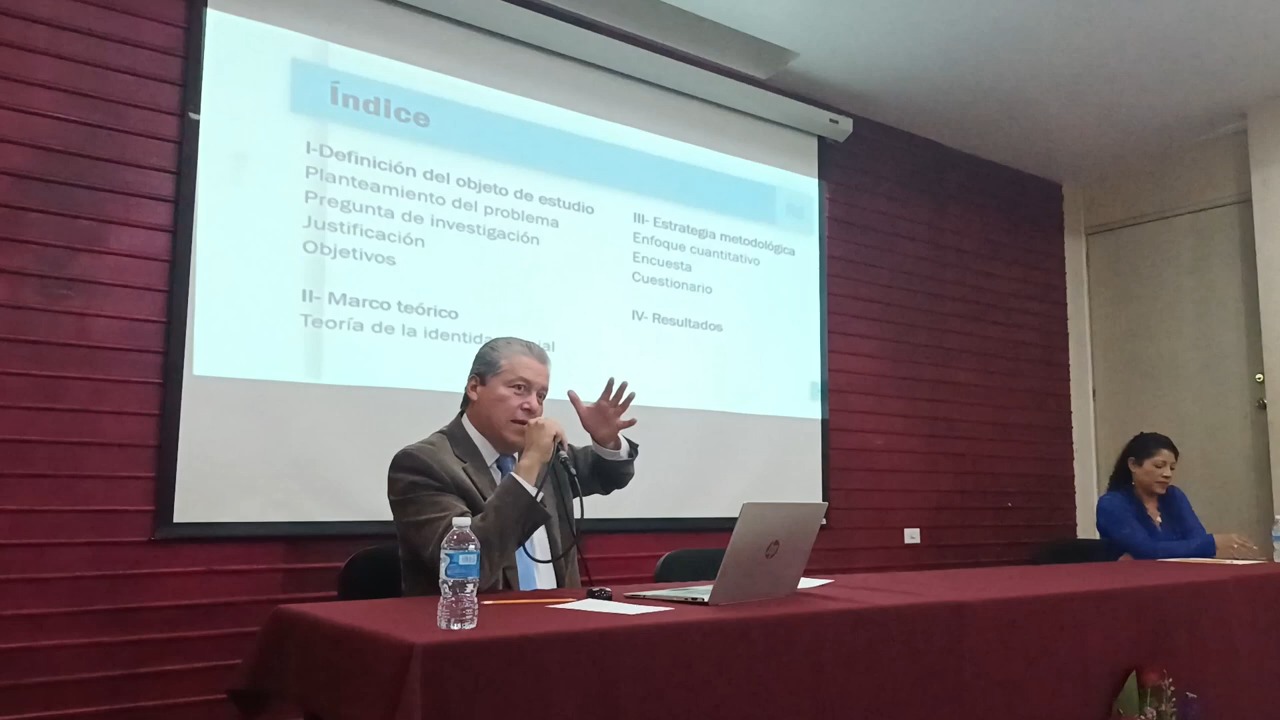 Índice
I-Definición del objeto de estudio
Planteamiento del problema
Pregunta de investigación
Justificación
Objetivos
II- Marco teórico
Teoría de la
III- Estrategia metodológica
Enfoque cuantitativo
Encuesta
Cuestionario
IV- Resultados
hp